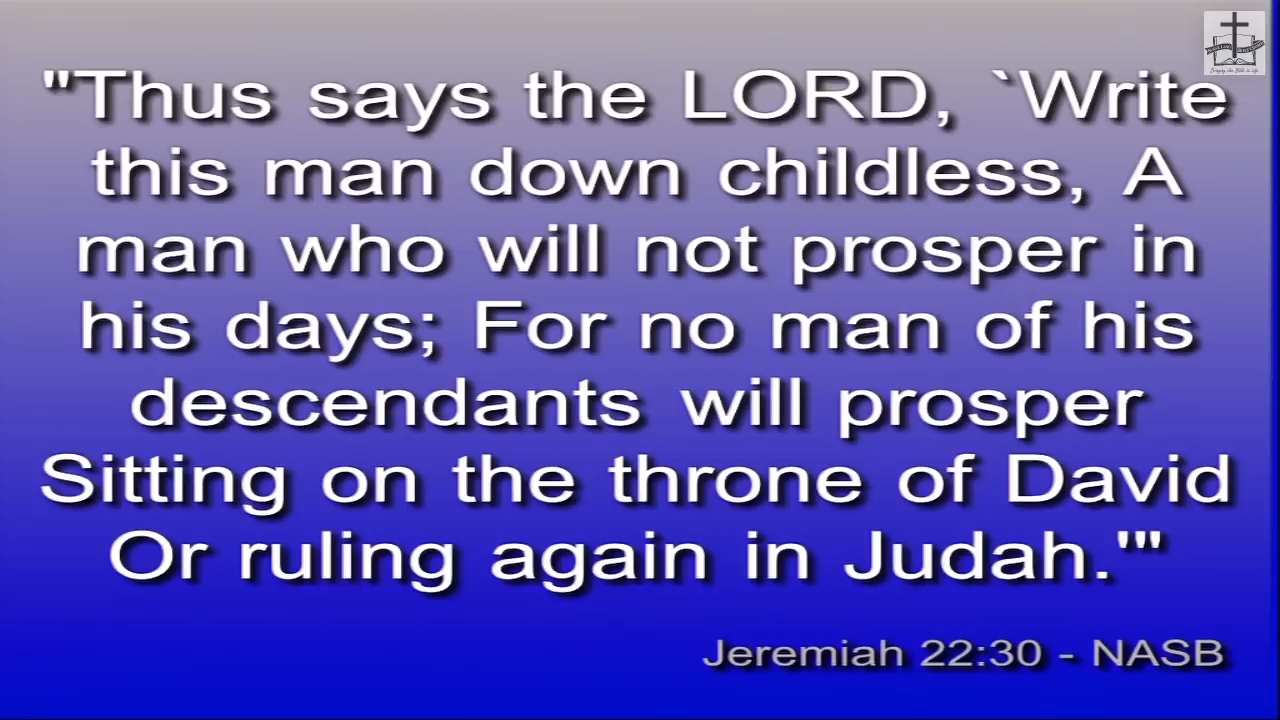 "Thus says the LORD, `Write
this man down childless, A
man who will not prosper in
his days; For no man of his
descendants will prosper
Sitting on the throne of David
Or ruling again in Judah.'"
Jeremiah 22:30 - NASB